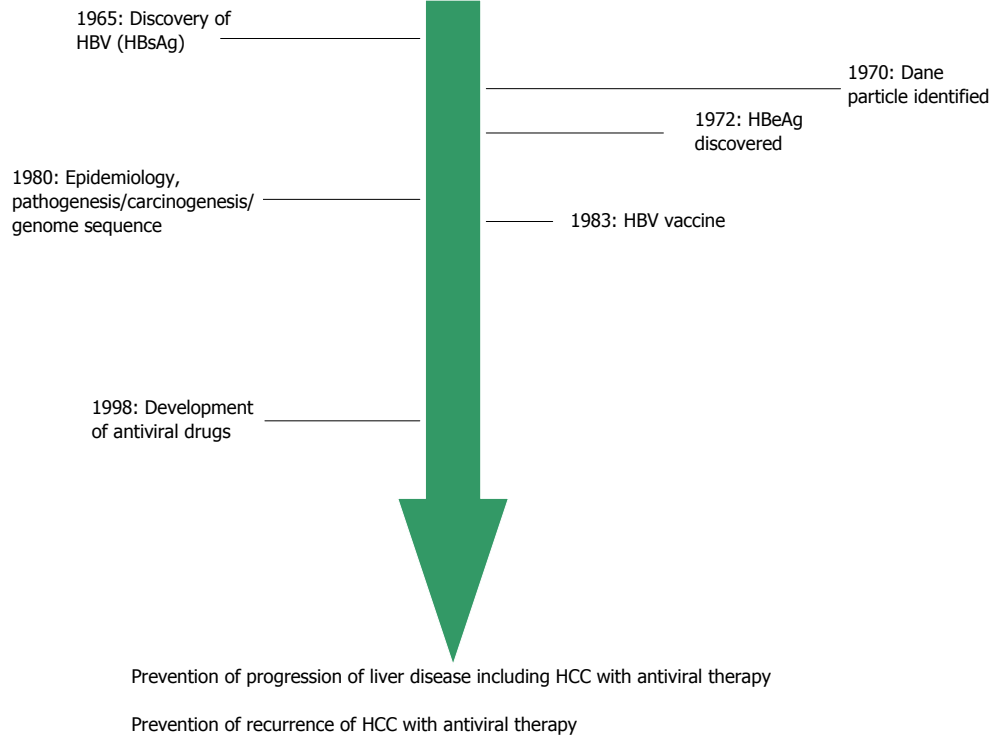 1965: Discovery of
HBV (HBsAg)
1970: Dane
particle identified
1972: HBeAg
discovered
1980: Epidemiology,
pathogenesis/carcinogenesis/
genome sequence
1983: HBV vaccine
1998: Development
of antiviral drugs
Prevention of progression of liver disease including HCC with antiviral therapy
Prevention of recurrence of HCC with antiviral therapy